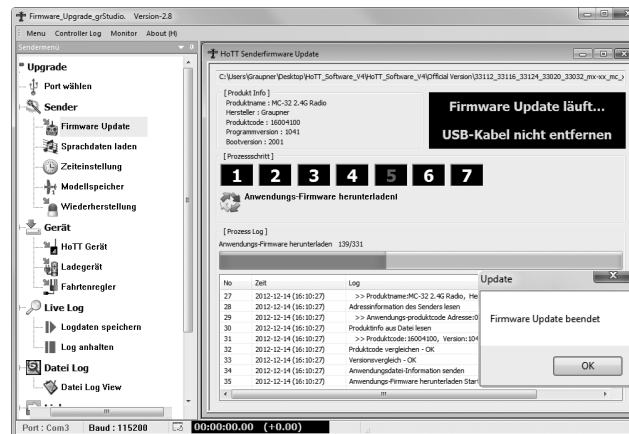 Firmware_Upgrade_grStudio. Version-2.8
Menu Controller Log Monitor About (H)
Sendermenü
Upgrade
Port wählen
Sender
Firmware Update
Sprachdaten laden
Zeiteinstellung
Modellspeicher
Wiederherstellung
Gerät
HoTT Gerät
Ladegerät
Fahrtenregler
Live Log
Logdaten speichern
Log anhalten
Datei Log
Datei Log View
Port : Com3 Baud : 115200 00:00:00.00 (+0.00)
HoTT Senderfirmware Update
C:\Users\Graupner\Desktop\HoTT_Software_V4\HoTT_Software_V4\Official Version\33112_33116_33124_33020_33032_mx-xx_mc_
[Produkt Info]
Produktname : MC-32 2.4G Radio
Hersteller : Graupner
Produktcode : 16004100
Programmversion : 1041
Bootversion : 2001
Firmware Update läuft...
USB-Kabel nicht entfernen
[Prozessschritt]
1 2 3 4 5 6 7
Anwendungs-Firmware herunterladen!
[Prozess Log]
Anwendungs-Firmware herunterladen 139/331
No Zeit Log
27 2012-12-14 (16:10:27) >> Produktname:MC-32 2.4G Radio, He
28 2012-12-14 (16:10:27) Adressinformation des Senders lesen
29 2012-12-14 (16:10:27) >> Anwendungs-produktcode Adresse:0
30 2012-12-14 (16:10:27) Produktinfo aus Datei lesen
31 2012-12-14 (16:10:27) >> Produktcode:16004100, Version:104
32 2012-12-14 (16:10:27) Prduktcode vergleichen - OK
33 2012-12-14 (16:10:27) Versionsvergleich - OK
34 2012-12-14 (16:10:27) Anwendungsdatei-Information senden
35 2012-12-14 (16:10:27) Anwendungs-Firmware herunterladen Star
Update
Firmware Update beendet
OK